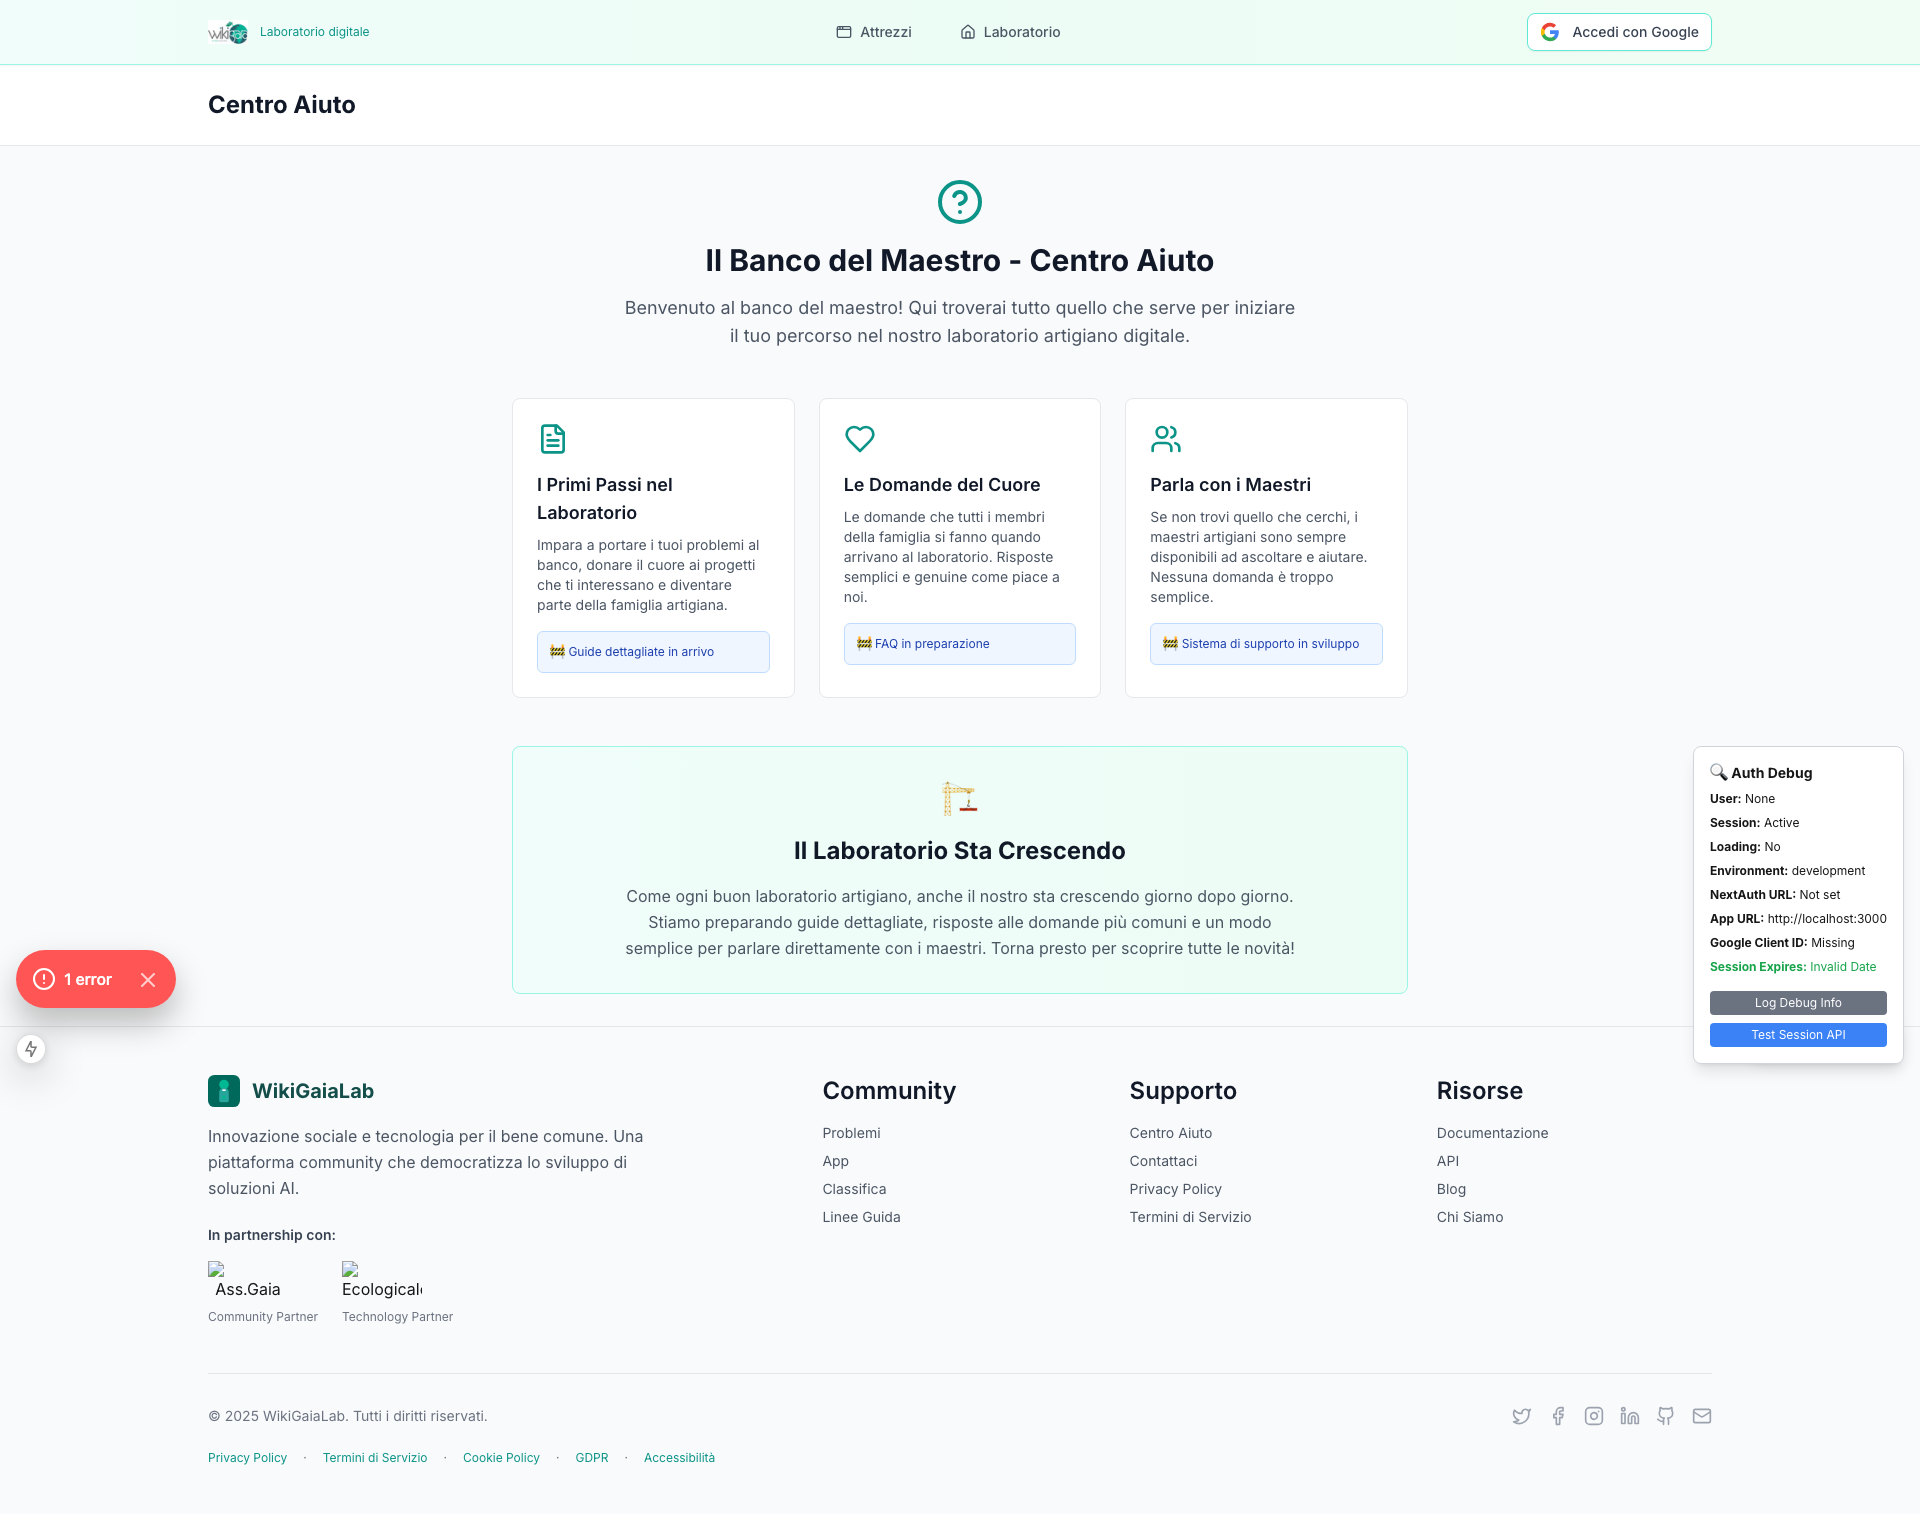 Laboratorio digitale
Attrezzi
Laboratorio
Accedi con Google
Centro Aiuto
Il Banco del Maestro - Centro Aiuto
Benvenuto al banco del maestro! Qui troverai tutto quello che serve per iniziare
il tuo percorso nel nostro laboratorio artigiano digitale.
I Primi Passi nel
Laboratorio
Impara a portare i tuoi problemi al
banco, donare il cuore ai progetti
che ti interessano e diventare
parte della famiglia artigiana.
🚧 Guide dettagliate in arrivo
Le Domande del Cuore
Le domande che tutti i membri
della famiglia si fanno quando
arrivano al laboratorio. Risposte
semplici e genuine come piace a
noi.
🚧 FAQ in preparazione
Parla con i Maestri
Se non trovi quello che cerchi, i
maestri artigiani sono sempre
disponibili ad ascoltare e aiutare.
Nessuna domanda è troppo
semplice.
🚧 Sistema di supporto in sviluppo
Il Laboratorio Sta Crescendo
Come ogni buon laboratorio artigiano, anche il nostro sta crescendo giorno dopo giorno.
Stiamo preparando guide dettagliate, risposte alle domande più comuni e un modo
semplice per parlare direttamente con i maestri. Torna presto per scoprire tutte le novità!
🔍 Auth Debug
User: None
Session: Active
Loading: No
Environment: development
NextAuth URL: Not set
App URL: http://localhost:3000
Google Client ID: Missing
Session Expires: Invalid Date
Log Debug Info
Test Session API
1 error
WikiGaiaLab
Innovazione sociale e tecnologia per il bene comune. Una
piattaforma community che democratizza lo sviluppo di
soluzioni AI.
In partnership con:
Ass.Gaia
Community Partner
Technology Partner
Community
Problemi
App
Classifica
Linee Guida
Supporto
Centro Aiuto
Contattaci
Privacy Policy
Termini di Servizio
Risorse
Documentazione
API
Blog
Chi Siamo
© 2025 WikiGaiaLab. Tutti i diritti riservati.
Privacy Policy · Termini di Servizio · Cookie Policy · GDPR · Accessibilità